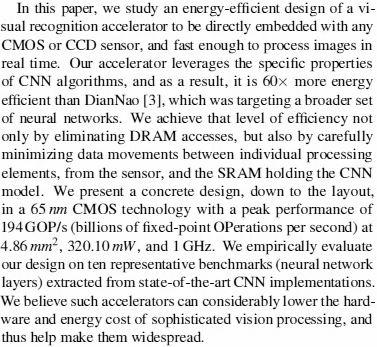 In this paper, we study an energy-efficient design of a vi-
sual recognition accelerator to be directly embedded with any
CMOS or CCD sensor, and fast enough to process images in
real time. Our accelerator leverages the specific properties
of CNN algorithms, and as a result, it is 60× more energy
efficient than DianNao [3], which was targeting a broader set
of neural networks. We achieve that level of efficiency not
only by eliminating DRAM accesses, but also by carefully
minimizing data movements between individual processing
elements, from the sensor, and the SRAM holding the CNN
model. We present a concrete design, down to the layout,
in a 65 nm CMOS technology with a peak performance of
194 GOP/s (billions of fixed-point OPerations per second) at
4.86 mm², 320.10 mW, and 1 GHz. We empirically evaluate
our design on ten representative benchmarks (neural network
layers) extracted from state-of-the-art CNN implementations.
We believe such accelerators can considerably lower the hard-
ware and energy cost of sophisticated vision processing, and
thus help make them widespread.